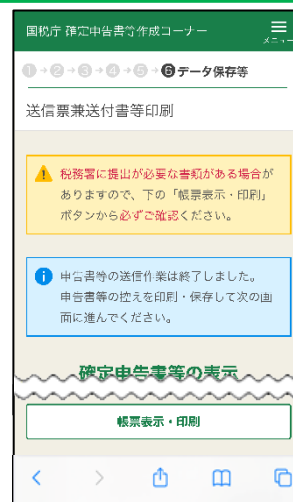 国税庁 確定申告書等作成コーナー
メニュー
1→2→3→4→5→6データ保存等
送信票兼送付書等印刷
税務署に提出が必要な書類がある場合が
ありますので、下の「帳票表示・印刷」
ボタンから必ずご確認ください。
申告書等の送信作業は終了しました。
申告書等の控えを印刷・保存して次の画
面に進んでください。
確定申告書等の表示
帳票表示・印刷